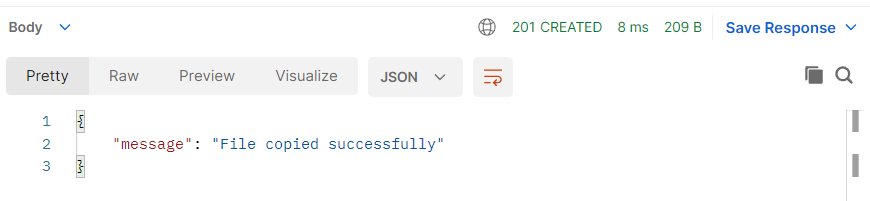 Body 201 CREATED 8 ms 209 B Save Response
Pretty Raw Preview Visualize JSON
1 {
2 "message": "File copied successfully"
3 }